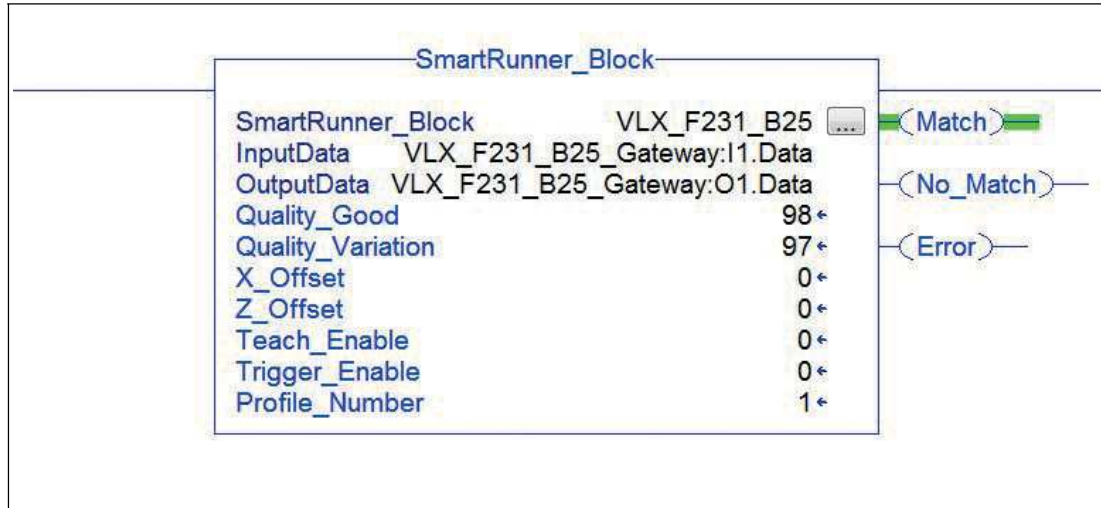 SmartRunner_Block
SmartRunner_Block VLX_F231_B25 ... Match
InputData VLX_F231_B25_Gateway:I1.Data
OutputData VLX_F231_B25_Gateway:O1.Data No_Match
Quality_Good 98
Quality_Variation 97 Error
X_Offset 0
Z_Offset 0
Teach_Enable 0
Trigger_Enable 0
Profile_Number 1